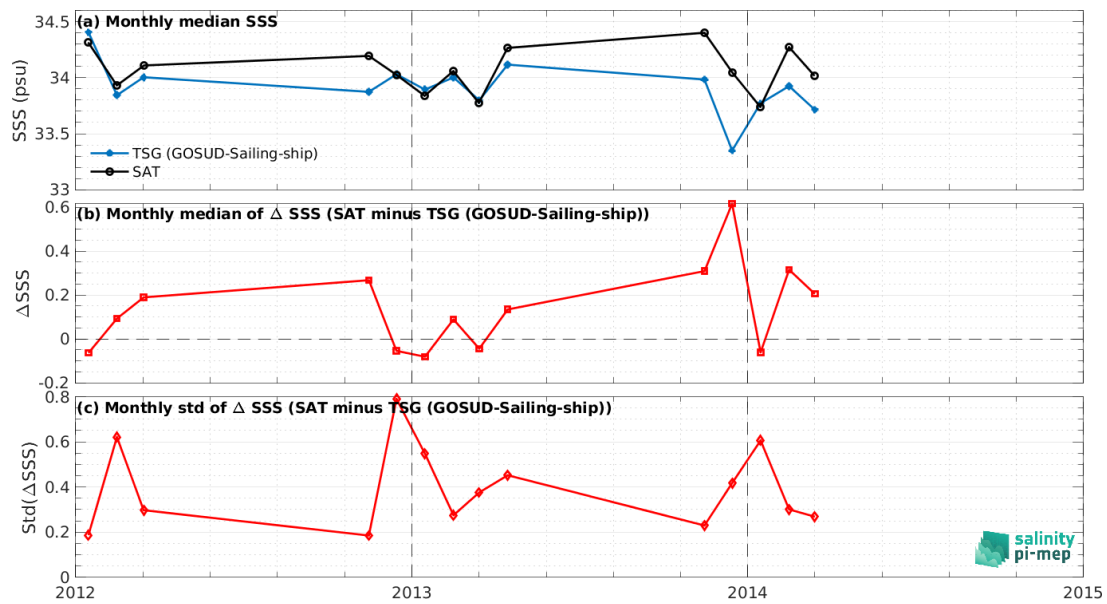 (a) Monthly median SSS
34.5
34
33.5
33
SSS (psu)
TSG (GOSUD-Sailing-ship)
SAT
(b) Monthly median of Δ SSS (SAT minus TSG (GOSUD-Sailing-ship))
0.6
0.4
0.2
0
-0.2
ΔSSS
(c) Monthly std of Δ SSS (SAT minus TSG (GOSUD-Sailing-ship))
0.8
0.6
0.4
0.2
0
Std(ΔSSS)
salinity
pi-mep
2012
2013
2014
2015